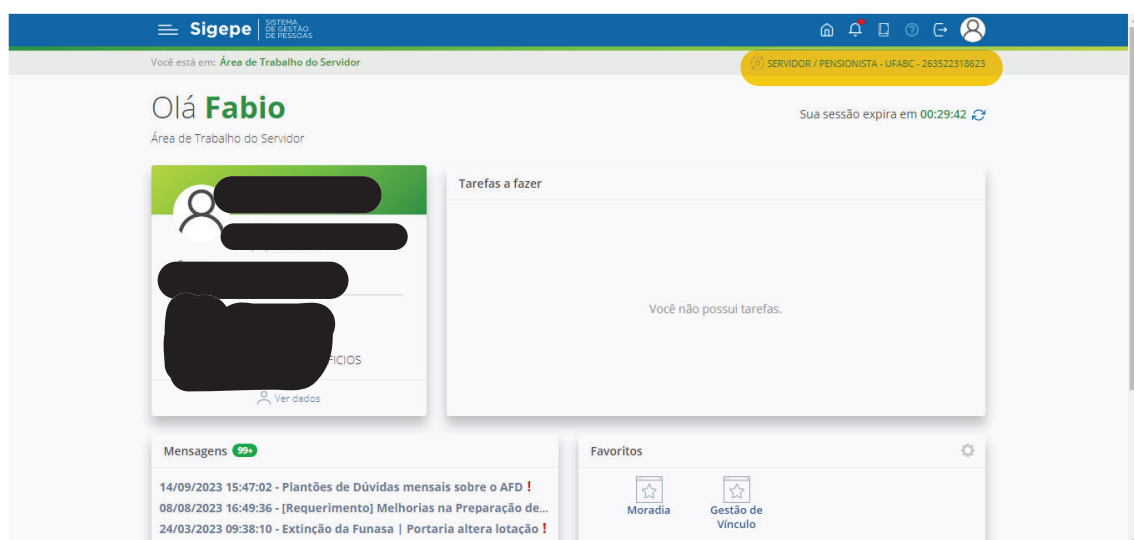 Sigepe SISTEMA
DE GESTÃO
DE PESSOAS
Você está em: Área de Trabalho do Servidor
SERVIDOR / PENSIONISTA - UFABC - 263522318623
Olá Fabio
Sua sessão expira em 00:29:42
Área de Trabalho do Servidor
Tarefas a fazer
Você não possui tarefas.
FICIOS
Ver dados
Mensagens 99+
14/09/2023 15:47:02 - Plantões de Dúvidas mensais sobre o AFD !
08/08/2023 16:49:36 - [Requerimento] Melhorias na Preparação de...
24/03/2023 09:38:10 - Extinção da Funasa | Portaria altera lotação !
Favoritos
Moradia
Gestão de
Vínculo